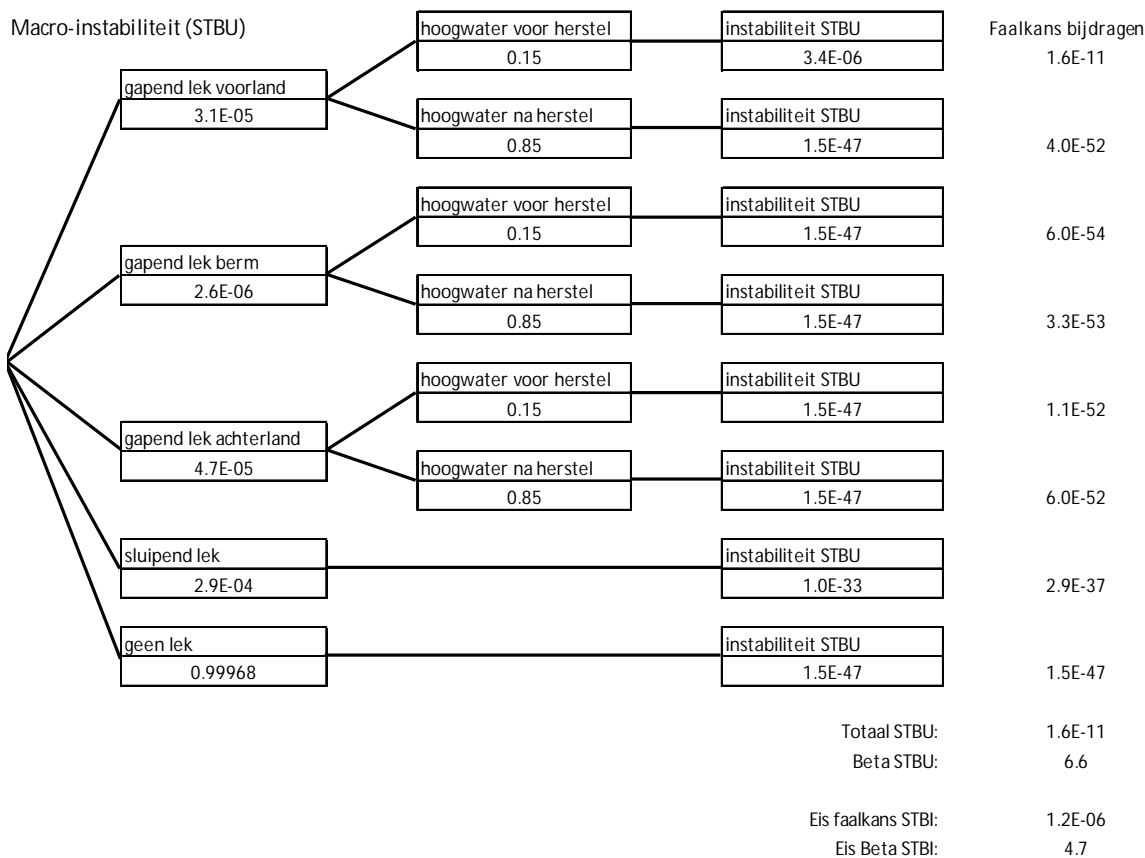 Macro-instabiliteit (STBU)
hoogwater voor herstel
instabiliteit STBU
Faalkans bijdragen
0.15
3.4E-06
1.6E-11
gapend lek voorland
3.1E-05
hoogwater na herstel
instabiliteit STBU
0.85
1.5E-47
4.0E-52
hoogwater voor herstel
instabiliteit STBU
0.15
1.5E-47
6.0E-54
gapend lek berm
2.6E-06
hoogwater na herstel
instabiliteit STBU
0.85
1.5E-47
3.3E-53
hoogwater voor herstel
instabiliteit STBU
0.15
1.5E-47
1.1E-52
gapend lek achterland
4.7E-05
hoogwater na herstel
instabiliteit STBU
0.85
1.5E-47
6.0E-52
sluipend lek
instabiliteit STBU
2.9E-04
1.0E-33
2.9E-37
geen lek
instabiliteit STBU
0.99968
1.5E-47
1.5E-47
Totaal STBU: 1.6E-11
Beta STBU: 6.6
Eis faalkans STBI: 1.2E-06
Eis Beta STBI: 4.7